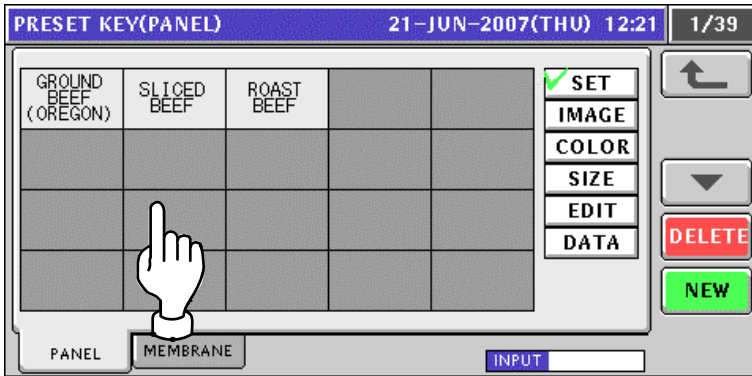 PRESET KEY(PANEL) 21-JUN-2007(THU) 12:21 1/39
GROUND
BEEF
(OREGON)
SLICED
BEEF
ROAST
BEEF
SET
IMAGE
COLOR
SIZE
EDIT
DATA
DELETE
NEW
PANEL
MEMBRANE
INPUT